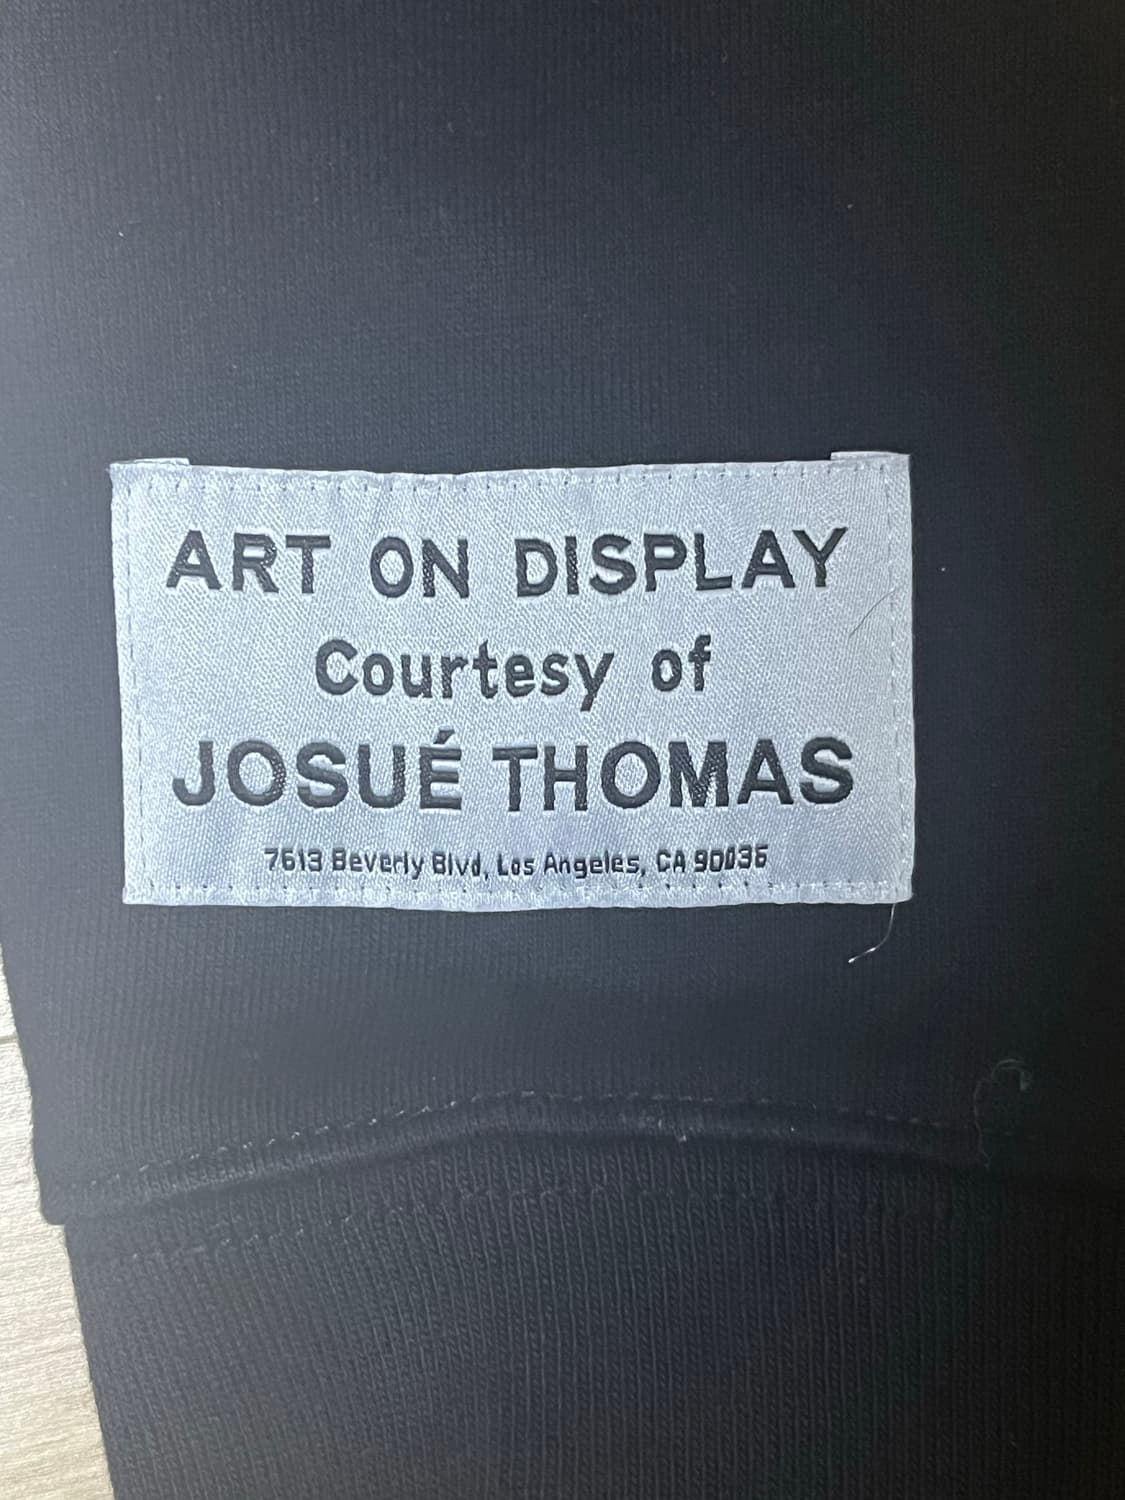 ART ON DISPLAY
Courtesy of
JOSUÉ THOMAS
7613 Beverly Blvd, Los Angeles, CA 90036